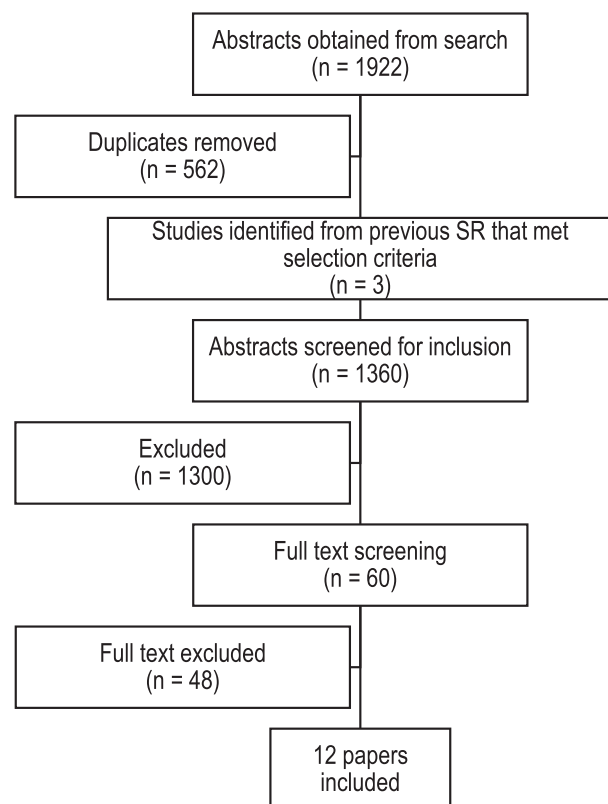 Abstracts obtained from search
(n = 1922)
Duplicates removed
(n = 562)
Studies identified from previous SR that met
selection criteria
(n = 3)
Abstracts screened for inclusion
(n = 1360)
Excluded
(n = 1300)
Full text screening
(n = 60)
Full text excluded
(n = 48)
12 papers
included